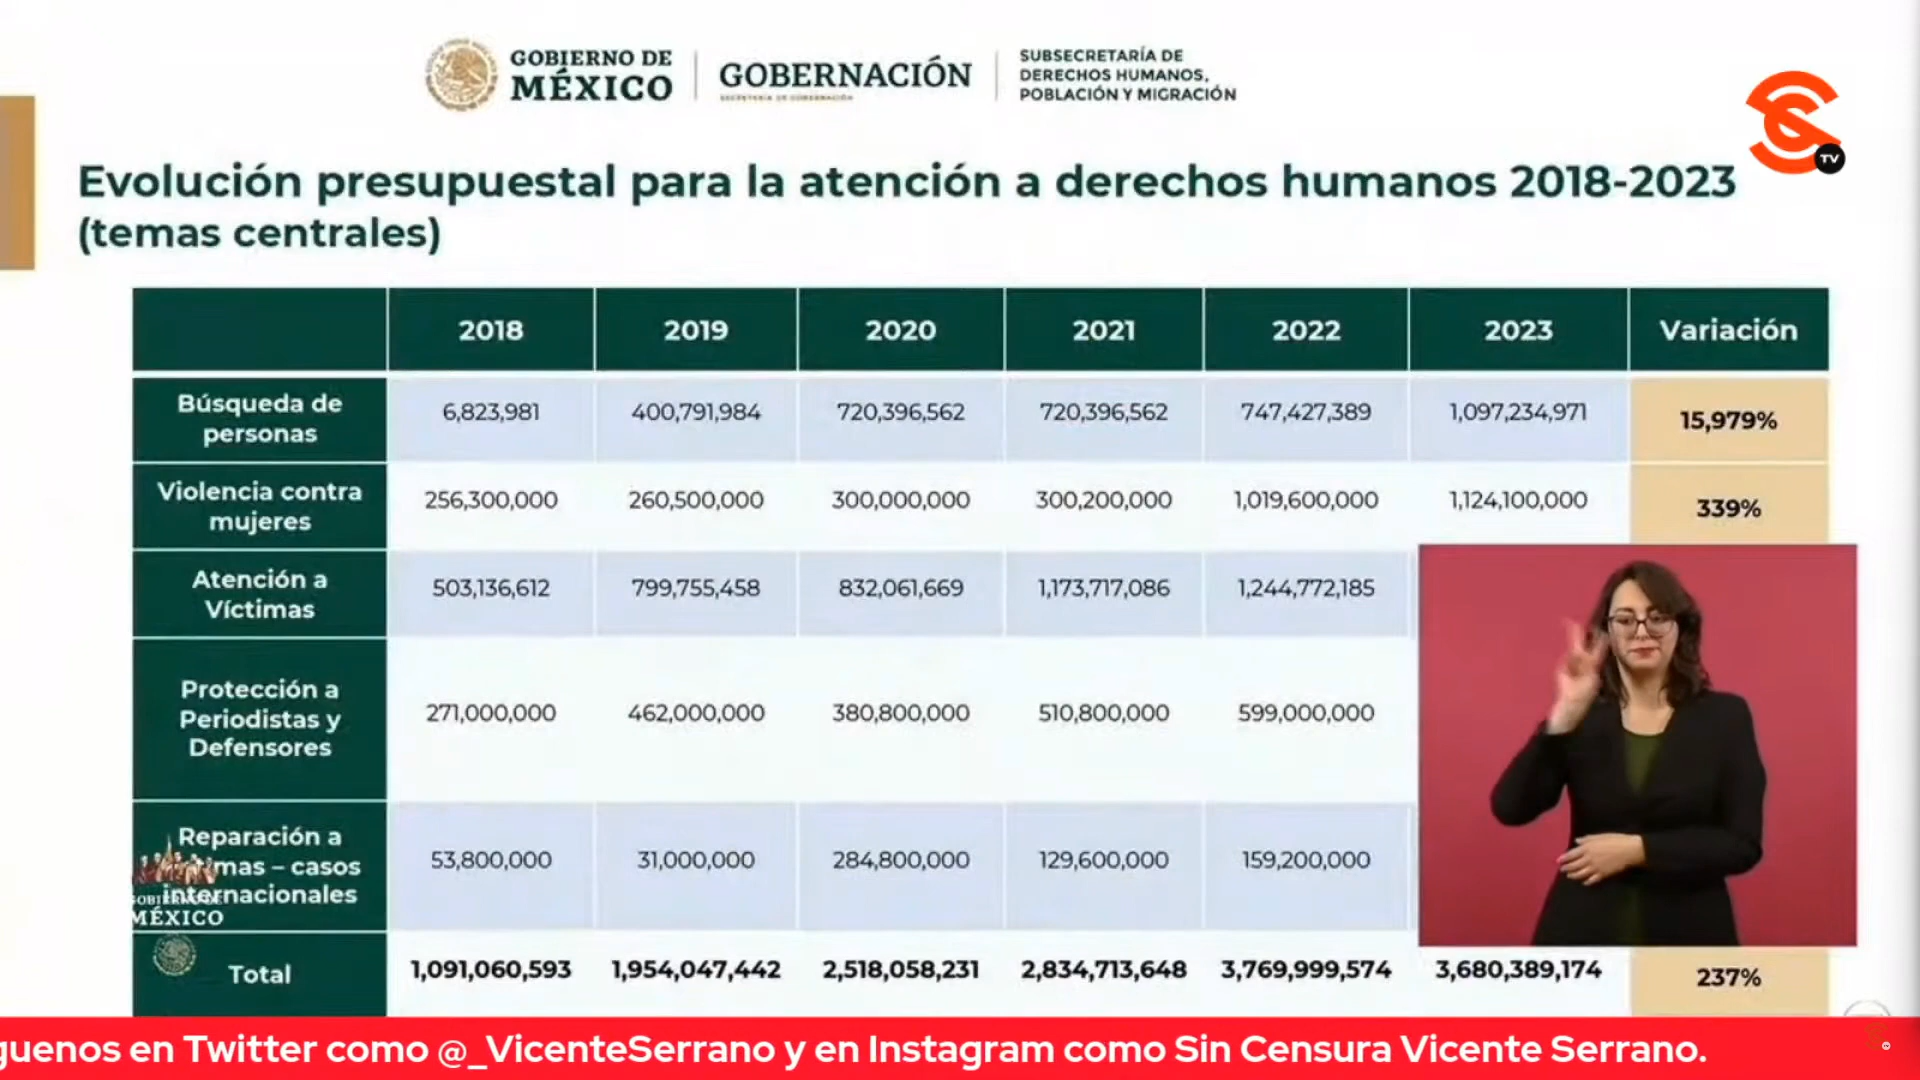 GOBIERNO DE
MÉXICO
GOBERNACIÓN
SECRETARÍA DE GOBERNACIÓN
SUBSECRETARÍA DE
DERECHOS HUMANOS,
POBLACIÓN Y MIGRACIÓN
TV
Evolución presupuestal para la atención a derechos humanos 2018-2023
(temas centrales)
2018 2019 2020 2021 2022 2023 Variación
Búsqueda de
personas
6,823,981 400,791,984 720,396,562 720,396,562 747,427,389 1,097,234,971 15,979%
Violencia contra
mujeres
256,300,000 260,500,000 300,000,000 300,200,000 1,019,600,000 1,124,100,000 339%
Atención a
Víctimas
503,136,612 799,755,458 832,061,669 1,173,717,086 1,244,772,185
Protección a
Periodistas y
Defensores
271,000,000 462,000,000 380,800,000 510,800,000 599,000,000
Reparación a
mas – casos
internacionales
53,800,000 31,000,000 284,800,000 129,600,000 159,200,000
GOBIERNO DE
MÉXICO
Total 1,091,060,593 1,954,047,442 2,518,058,231 2,834,713,648 3,769,999,574 3,680,389,174 237%
guenos en Twitter como @_VicenteSerrano y en Instagram como Sin Censura Vicente Serrano.